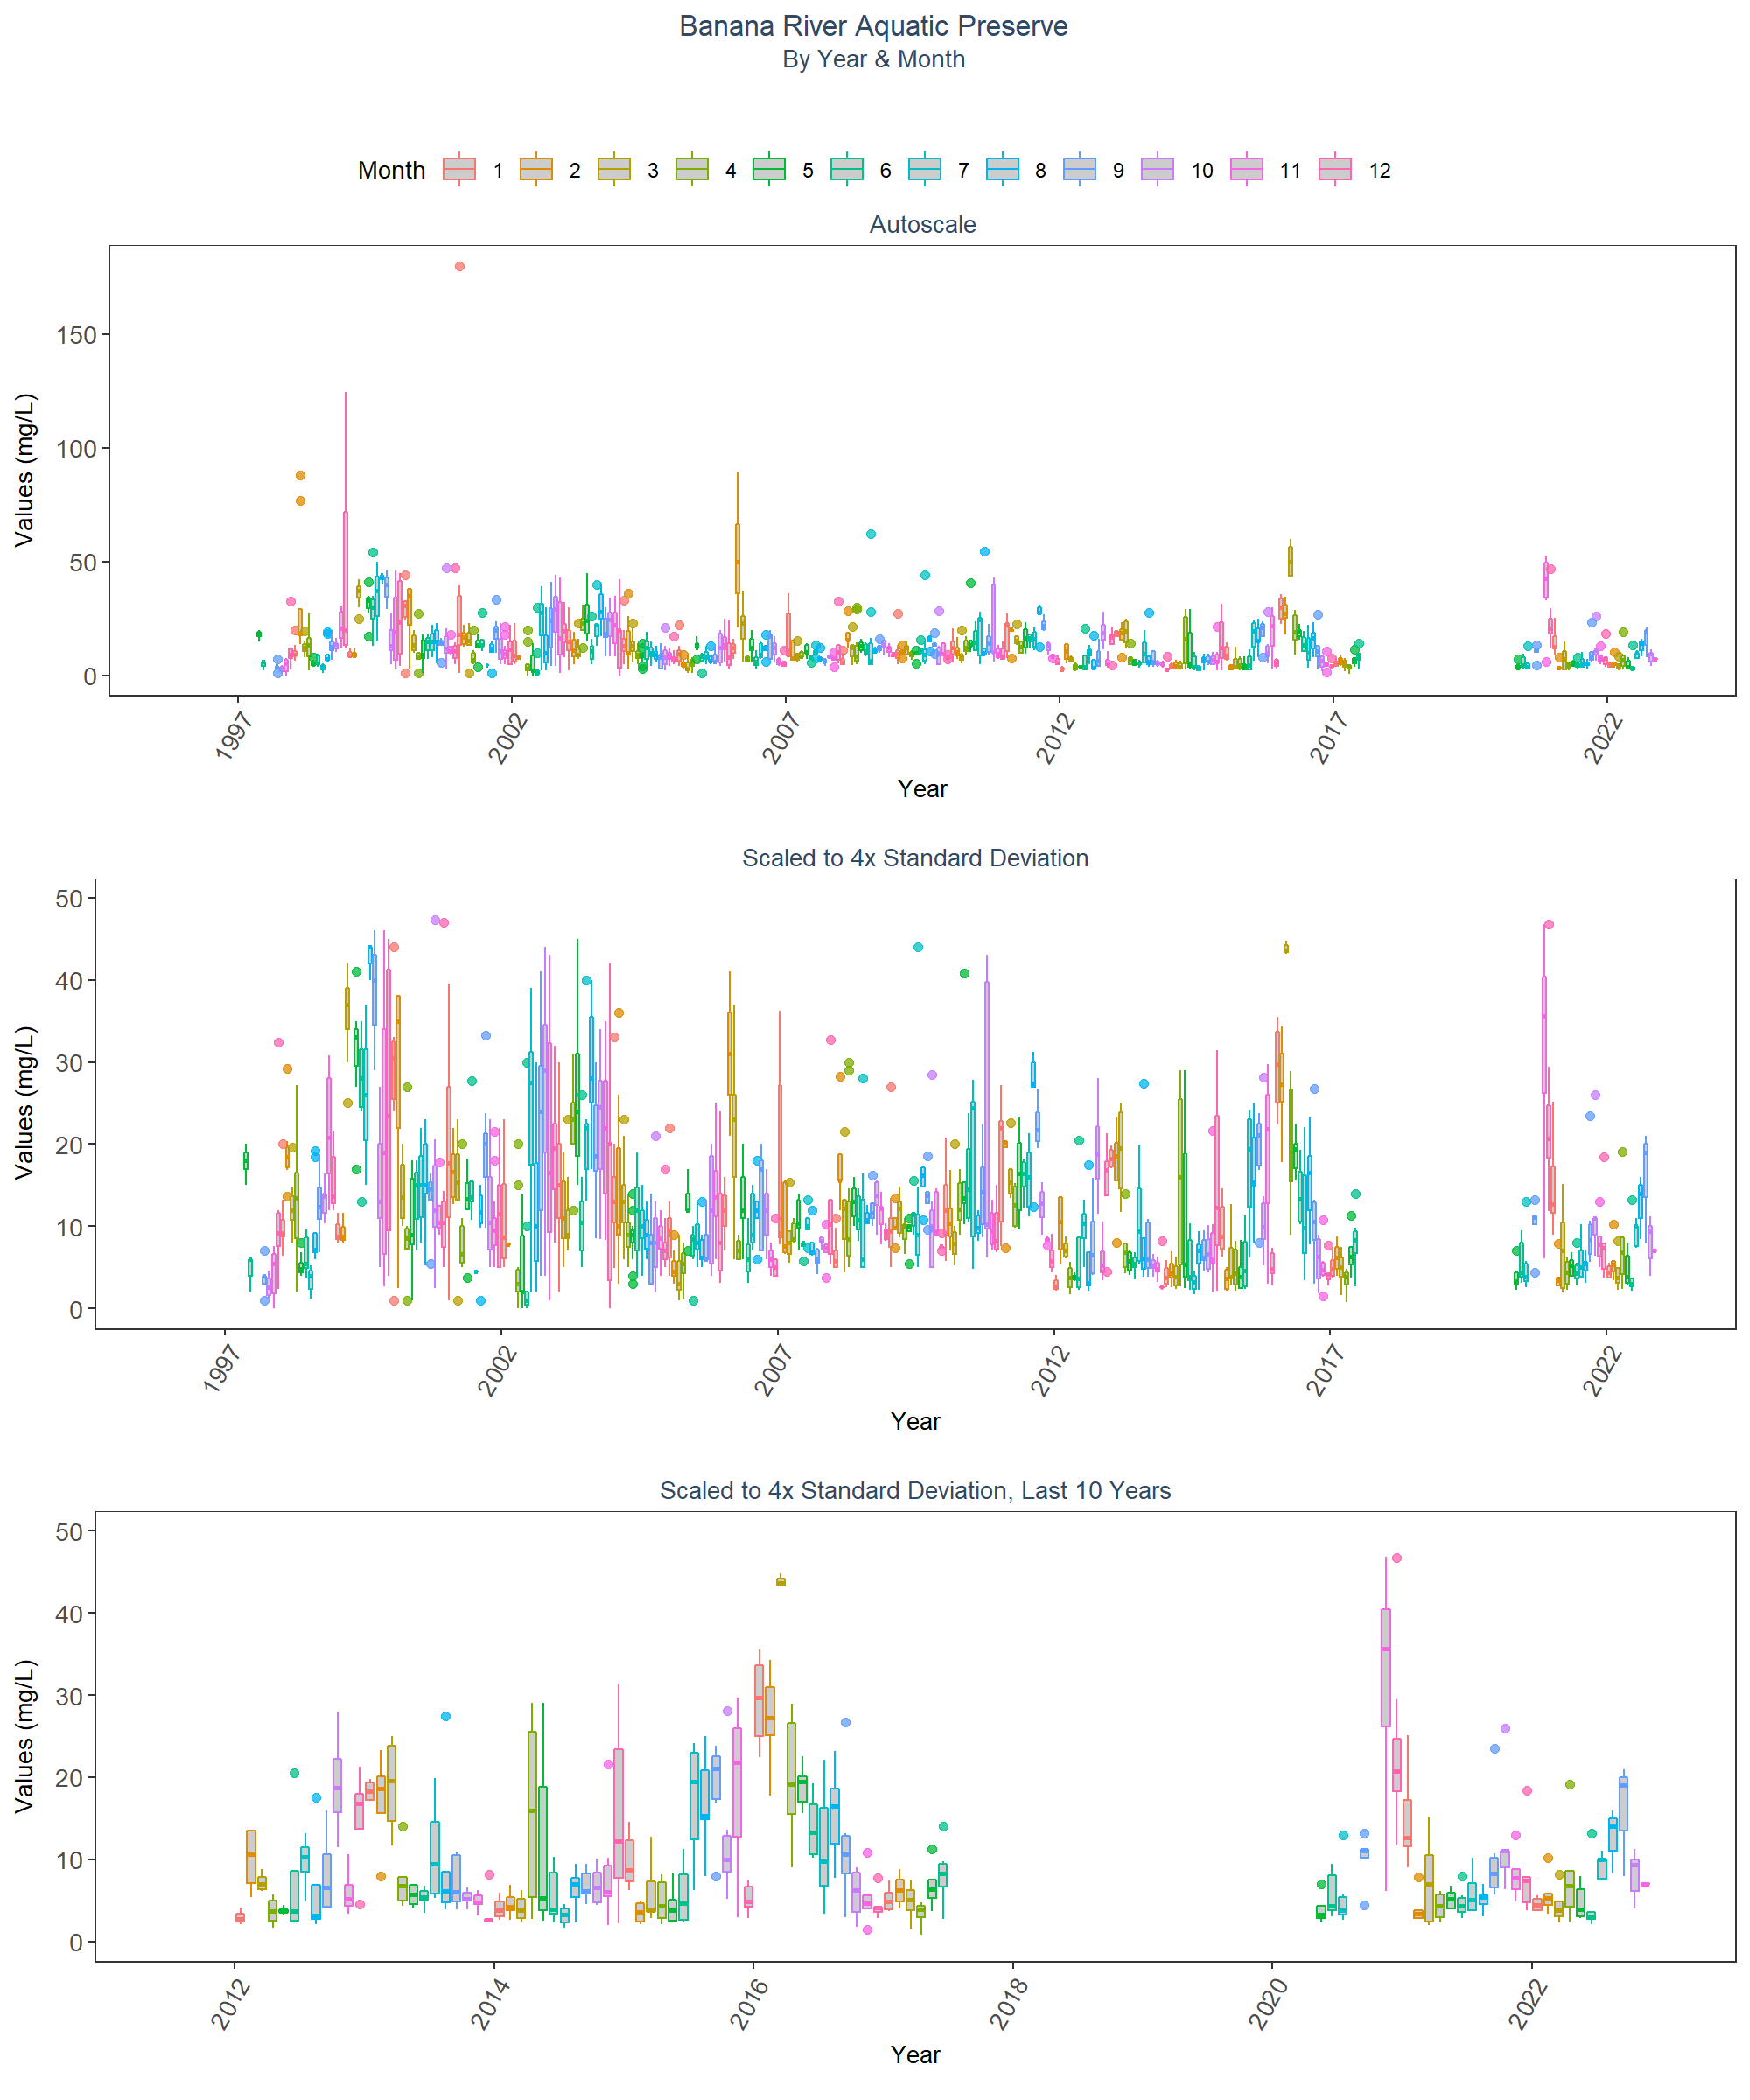 Banana River Aquatic Preserve
By Year & Month
Month 1 2 3 4 5 6 7 8 9 10 11 12
Autoscale
Values (mg/L)
150
100
50
0
1997 2002 2007 2012 2017 2022
Year
Scaled to 4x Standard Deviation
Values (mg/L)
50
40
30
20
10
0
1997 2002 2007 2012 2017 2022
Year
Scaled to 4x Standard Deviation, Last 10 Years
Values (mg/L)
50
40
30
20
10
0
2012 2014 2016 2018 2020 2022
Year